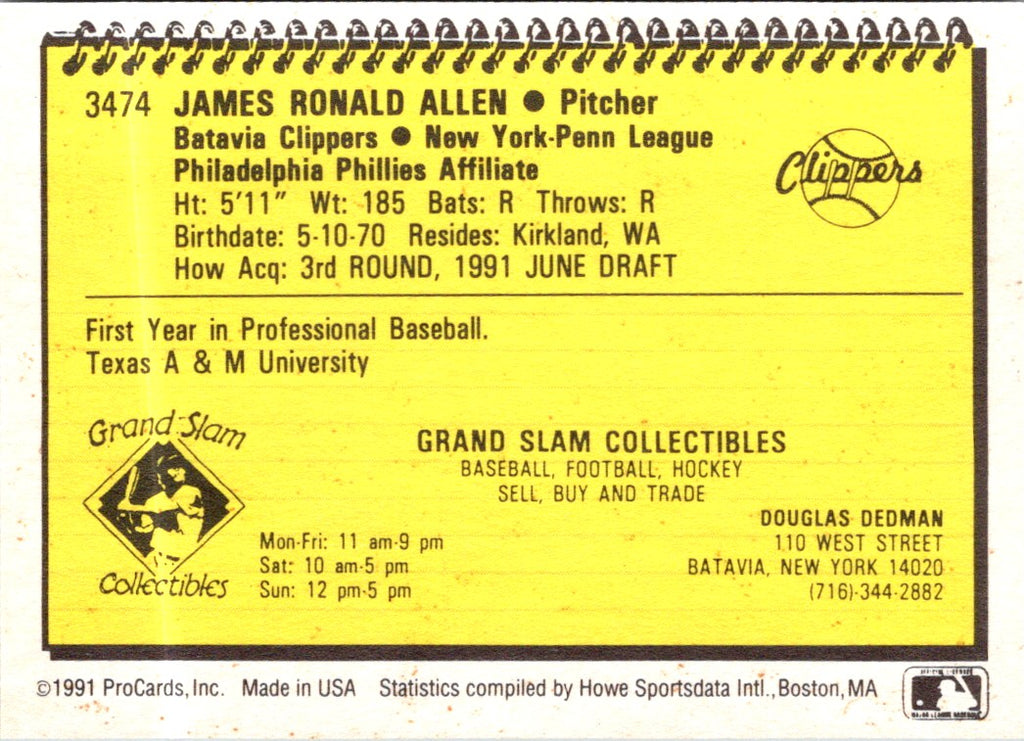 3474 JAMES RONALD ALLEN ● Pitcher
Batavia Clippers ● New York-Penn League
Philadelphia Phillies Affiliate
Ht: 5'11" Wt: 185 Bats: R Throws: R
Birthdate: 5-10-70 Resides: Kirkland, WA
How Acq: 3rd ROUND, 1991 JUNE DRAFT
Clippers
First Year in Professional Baseball.
Texas A & M University
Grand Slam
Collectibles
GRAND SLAM COLLECTIBLES
BASEBALL, FOOTBALL, HOCKEY
SELL, BUY AND TRADE
Mon-Fri: 11 am-9 pm
Sat: 10 am-5 pm
Sun: 12 pm-5 pm
DOUGLAS DEDMAN
110 WEST STREET
BATAVIA, NEW YORK 14020
(716)-344-2882
©1991 ProCards, Inc. Made in USA Statistics compiled by Howe Sportsdata Intl., Boston, MA